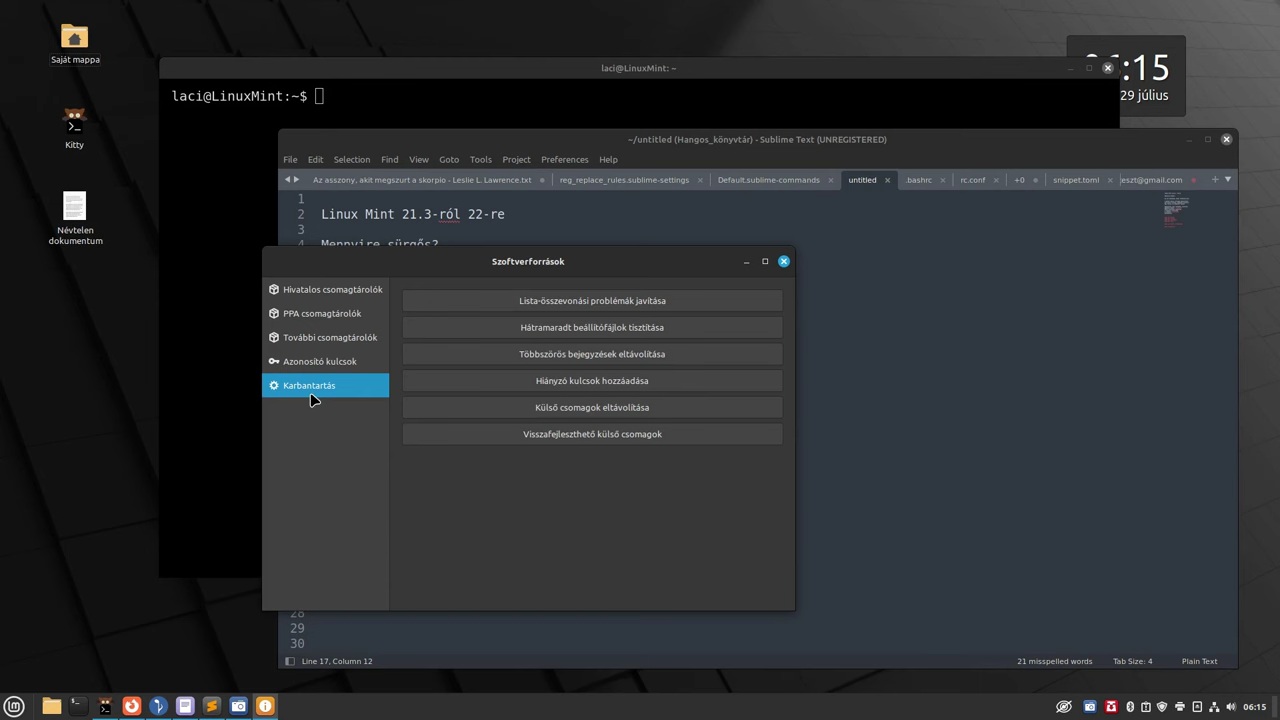 Saját mappa
Kitty
Névtelen
dokumentum
:15
29 július
laci@LinuxMint: ~
laci@LinuxMint:~$
~/untitled (Hangos_könyvtár) - Sublime Text (UNREGISTERED)
File Edit Selection Find View Goto Tools Project Preferences Help
Az asszony, akit megszurt a skorpio - Leslie L. Lawrence.txt reg_replace_rules.sublime-settings Default.sublime-commands untitled .bashrc rc.conf +0 snippet.toml eszt@gmail.com
1
2 Linux Mint 21.3-ról 22-re
3
4 Mennyire sürgős?
Szoftverforrások
Hivatalos csomagtárolók
PPA csomagtárolók
További csomagtárolók
Azonosító kulcsok
Karbantartás
Lista-összevonási problémák javítása
Hátramaradt beállítófájlok tisztítása
Többszörös bejegyzések eltávolítása
Hiányzó kulcsok hozzáadása
Külső csomagok eltávolítása
Visszafejleszthető külső csomagok
28
29
30
Line 17, Column 12 21 misspelled words Tab Size: 4 Plain Text
06:15